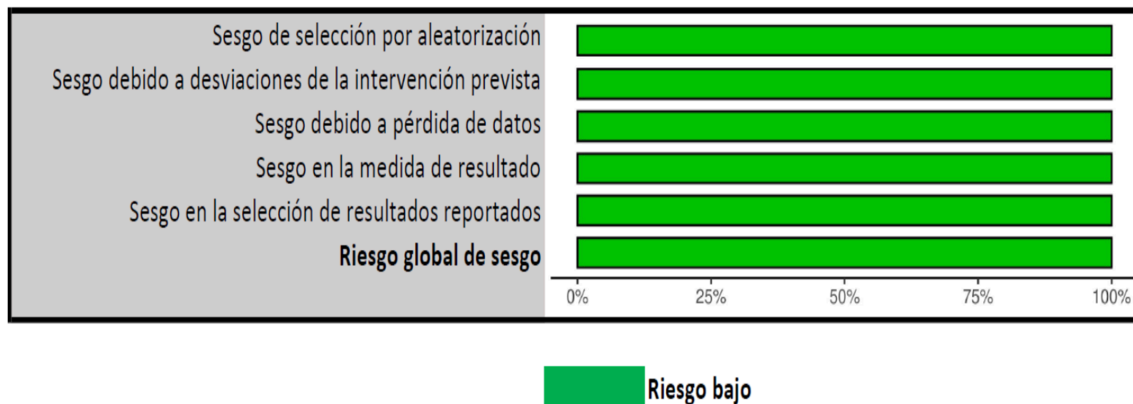 Sesgo de selección por aleatorización
Sesgo debido a desviaciones de la intervención prevista
Sesgo debido a pérdida de datos
Sesgo en la medida de resultado
Sesgo en la selección de resultados reportados
Riesgo global de sesgo
0% 25% 50% 75% 100%
Riesgo bajo